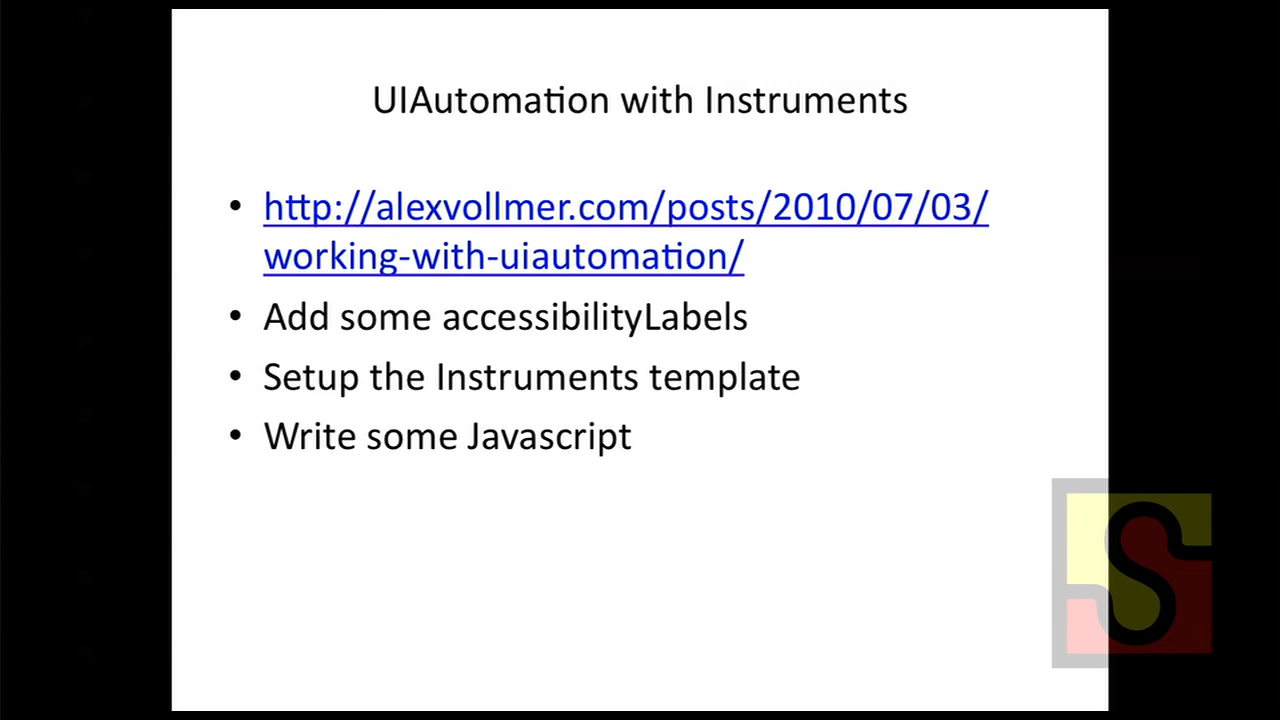 UIAutomation with Instruments
• http://alexvollmer.com/posts/2010/07/03/
working-with-uiautomation/
• Add some accessibilityLabels
• Setup the Instruments template
• Write some Javascript
S